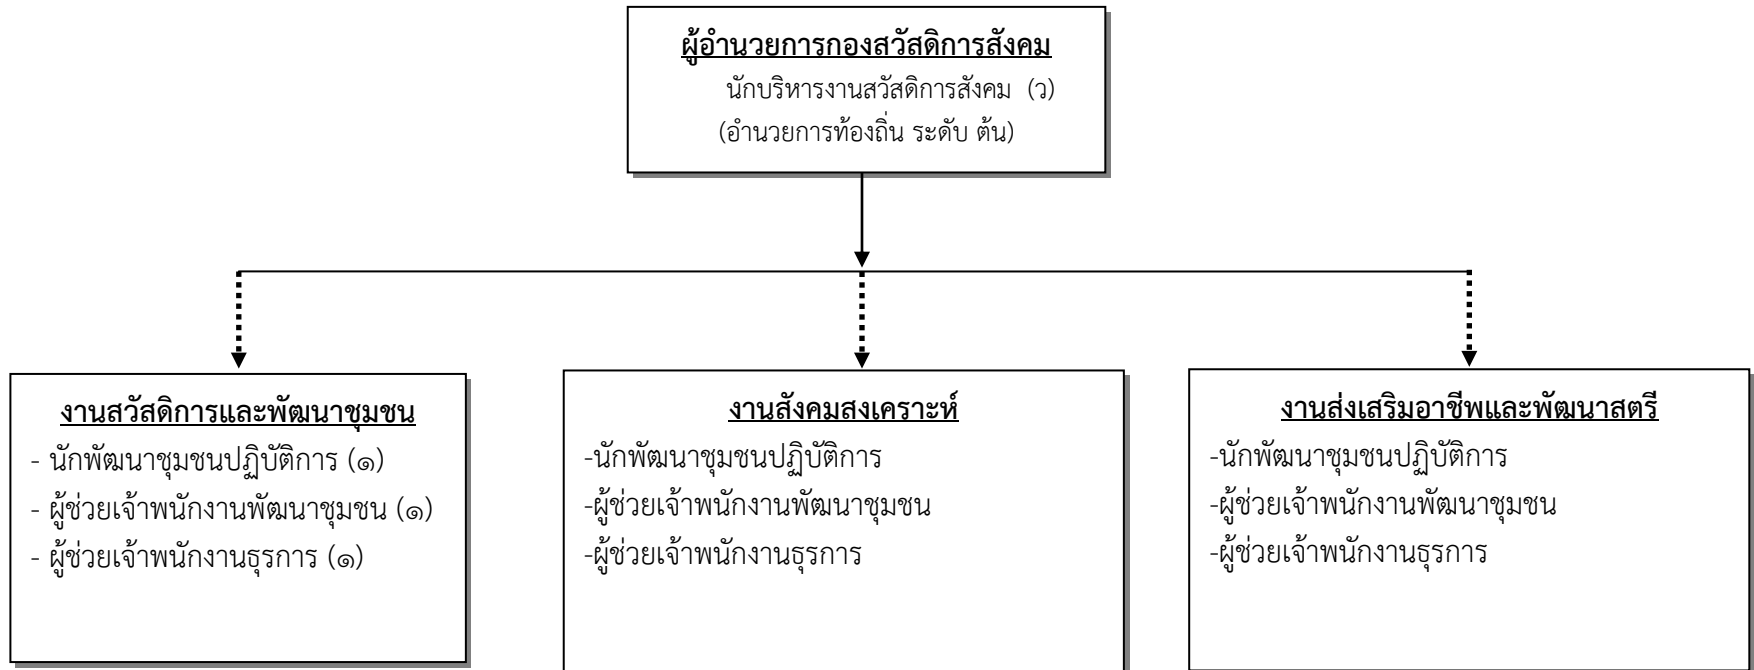 ผู้อำนวยการกองสวัสดิการสังคม
นักบริหารงานสวัสดิการสังคม (ว)
(อำนวยการท้องถิ่น ระดับ ต้น)
งานสวัสดิการและพัฒนาชุมชน
- นักพัฒนาชุมชนปฏิบัติการ (๑)
- ผู้ช่วยเจ้าพนักงานพัฒนาชุมชน (๑)
- ผู้ช่วยเจ้าพนักงานธุรการ (๑)
งานสังคมสงเคราะห์
-นักพัฒนาชุมชนปฏิบัติการ
-ผู้ช่วยเจ้าพนักงานพัฒนาชุมชน
-ผู้ช่วยเจ้าพนักงานธุรการ
งานส่งเสริมอาชีพและพัฒนาสตรี
-นักพัฒนาชุมชนปฏิบัติการ
-ผู้ช่วยเจ้าพนักงานพัฒนาชุมชน
-ผู้ช่วยเจ้าพนักงานธุรการ